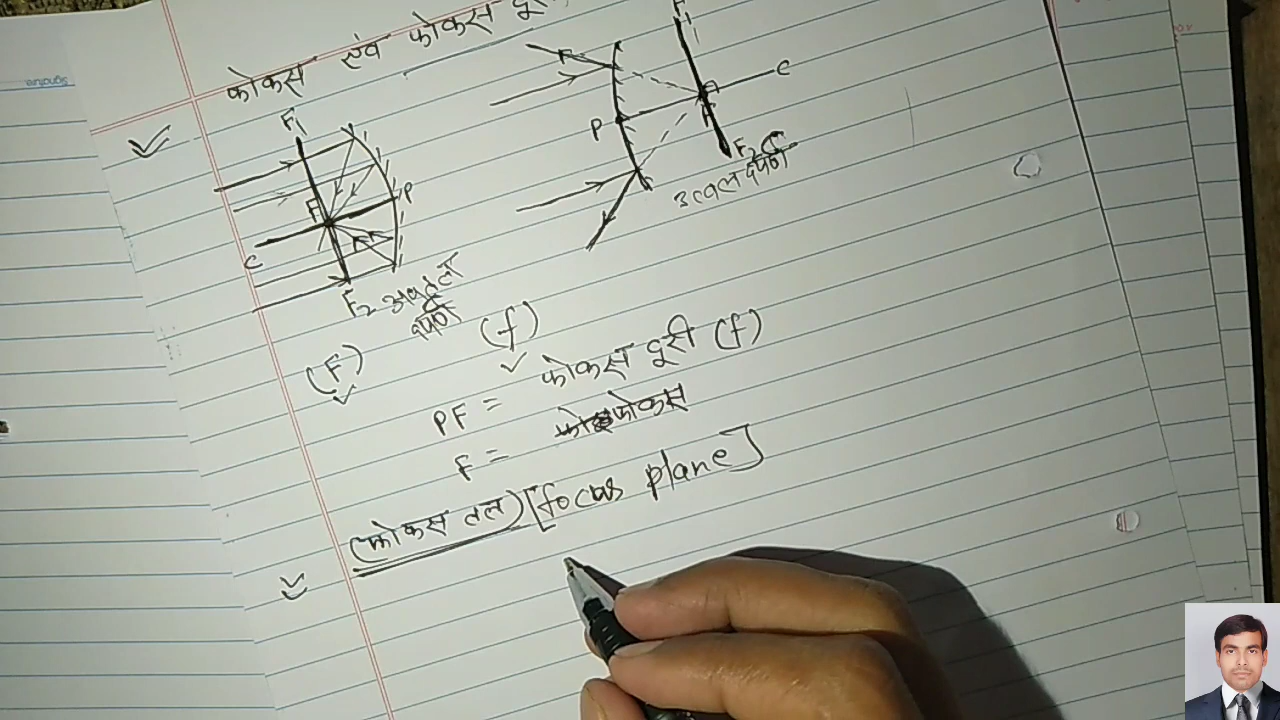 फोकस एंव फोकस दूरी
F₁
F
P
C
F₂ अवतल
दर्पण
F₁
C
P
F
F₂
उत्तल दर्पण
(F) (f)
PF = फोकस दूरी (f)
f = फोकस
(फोकस तल) [focus plane]
Signature